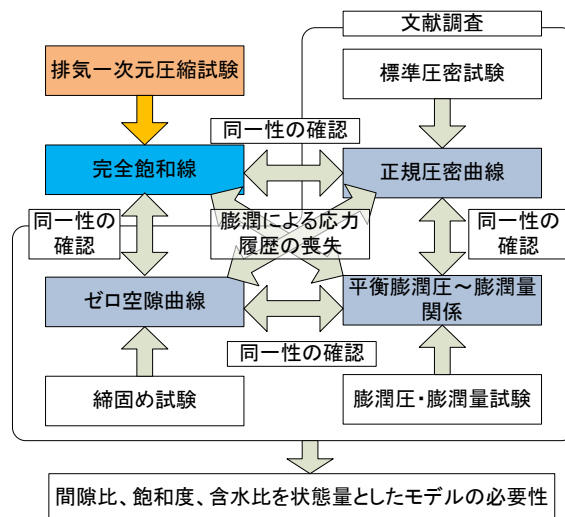 文献調査
排気一次元圧縮試験
標準圧密試験
同一性の確認
完全飽和線
正規圧密曲線
同一性の
確認
膨潤による応力
履歴の喪失
同一性の
確認
ゼロ空隙曲線
平衡膨潤圧～膨潤量
関係
同一性の確認
締固め試験
膨潤圧・膨潤量試験
間隙比、飽和度、含水比を状態量としたモデルの必要性